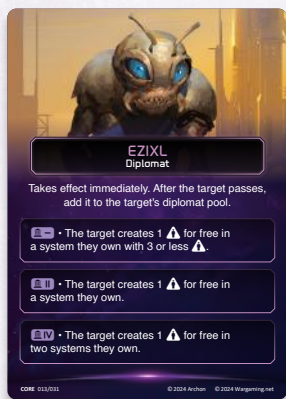 EZIXL
Diplomat
Takes effect immediately. After the target passes,
add it to the target's diplomat pool.
– • The target creates 1 for free in
a system they own with 3 or less .
II • The target creates 1 for free in
a system they own.
IV • The target creates 1 for free in
two systems they own.
CORE 013/031 © 2024 Archon © 2024 Wargaming.net